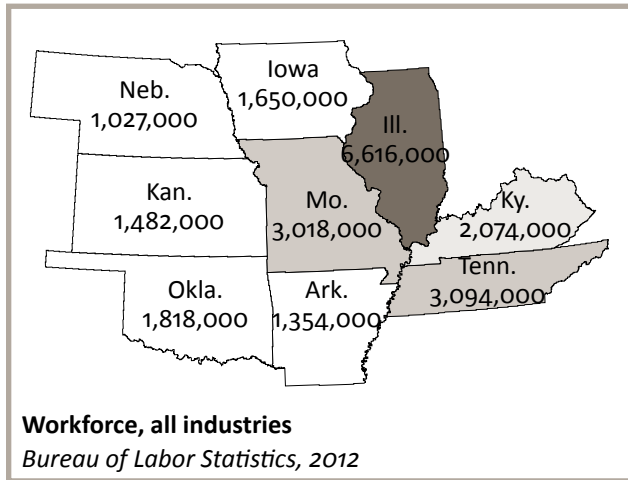 Iowa
1,650,000
Neb.
1,027,000
Ill.
6,616,000
Kan.
1,482,000
Mo.
3,018,000
Ky.
2,074,000
Tenn.
3,094,000
Okla.
1,818,000
Ark.
1,354,000
Workforce, all industries
Bureau of Labor Statistics, 2012